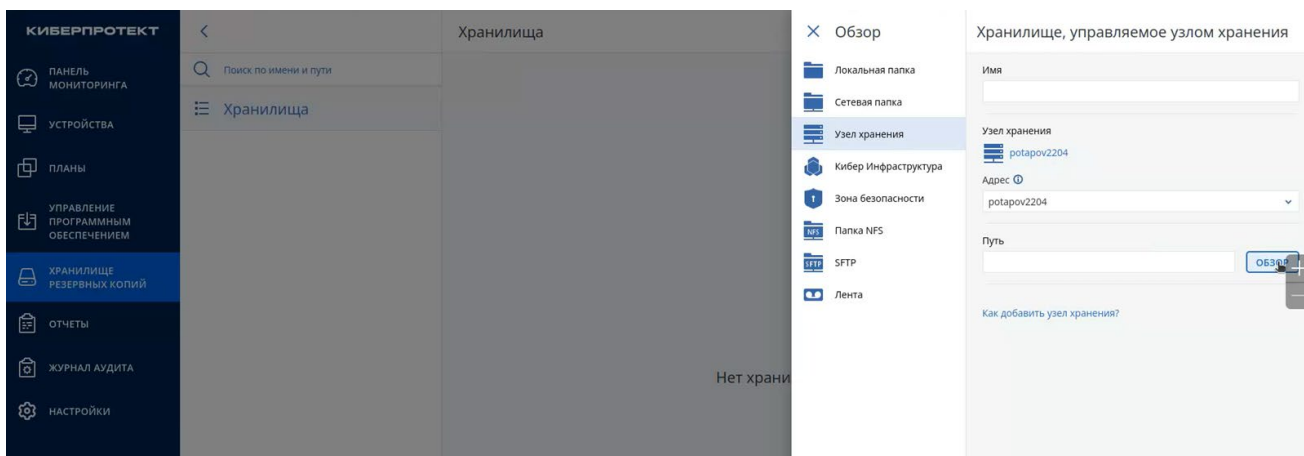 КИБЕРПРОТЕКТ
ПАНЕЛЬ
МОНИТОРИНГА
УСТРОЙСТВА
ПЛАНЫ
УПРАВЛЕНИЕ
ПРОГРАММНЫМ
ОБЕСПЕЧЕНИЕМ
ХРАНИЛИЩЕ
РЕЗЕРВНЫХ КОПИЙ
ОТЧЕТЫ
ЖУРНАЛ АУДИТА
НАСТРОЙКИ
Поиск по имени и пути
Хранилища
Хранилища
Нет храни
Обзор
Локальная папка
Сетевая папка
Узел хранения
Кибер Инфраструктура
Зона безопасности
NFS Папка NFS
SFTP SFTP
Лента
Хранилище, управляемое узлом хранения
Имя
Узел хранения
potapov2204
Адрес
potapov2204
Путь
ОБЗОР
Как добавить узел хранения?